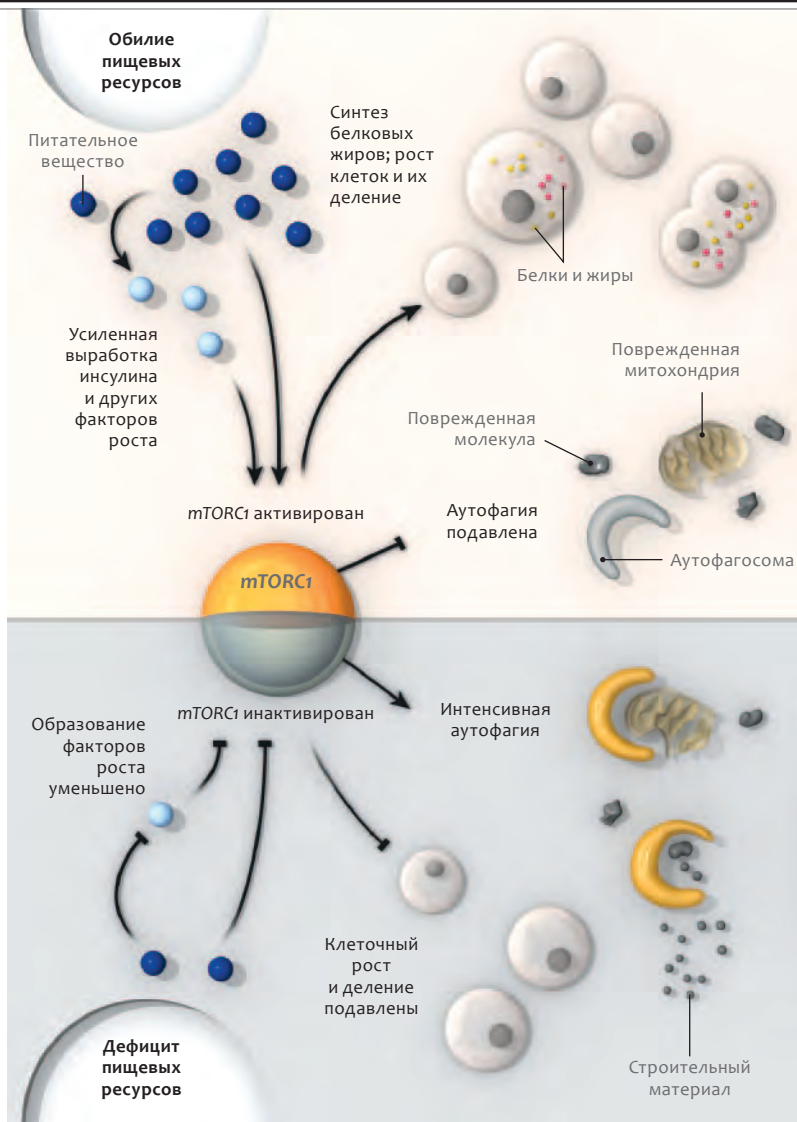 Обилие
пищевых
ресурсов
Питательное
вещество
Синтез
белковых
жиров; рост
клеток и их
деление
Белки и жиры
Усиленная
выработка
инсулина
и других
факторов
роста
Поврежденная
митохондрия
Поврежденная
молекула
mTORC1 активирован
Аутофагия
подавлена
Аутофагосома
mTORC1
mTORC1 инактивирован
Интенсивная
аутофагия
Образование
факторов
роста
уменьшено
Клеточный
рост
и деление
подавлены
Дефицит
пищевых
ресурсов
Строительный
материал